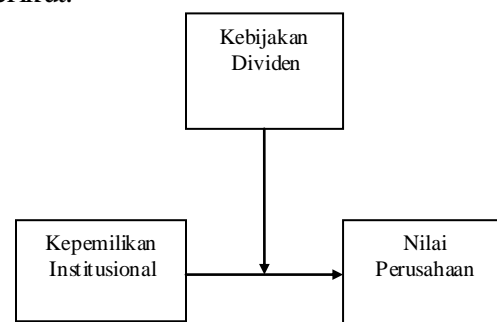 Kebijakan
Dividen
Kepemilikan
Institusional
Nilai
Perusahaan